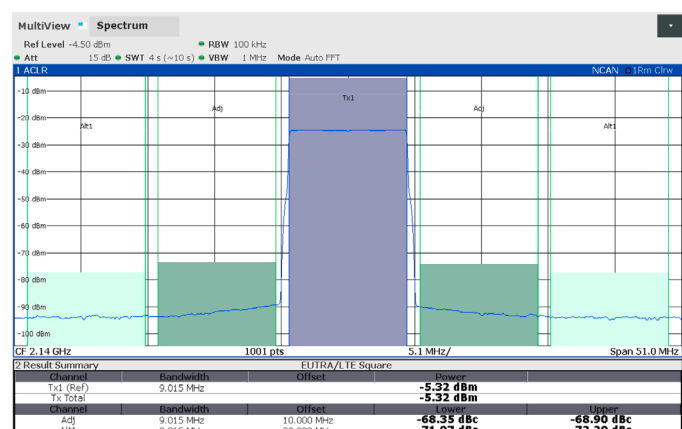 MultiView Spectrum
Ref Level -4.50 dBm RBW 100 kHz
Att 15 dB SWT 4 s (~10 s) VBW 1 MHz Mode Auto FFT
1 ACLR NCAN 1Rm Clrw
-10 dBm
Tx1
Adj Adj
-20 dBm
Alt1 Alt1
-30 dBm
-40 dBm
-50 dBm
-60 dBm
-70 dBm
-80 dBm
-90 dBm
-100 dBm
CF 2.14 GHz 1001 pts 5.1 MHz/ Span 51.0 MHz
2 Result Summary EUTRA/LTE Square
Channel Bandwidth Offset Power
Tx1 (Ref) 9.015 MHz -5.32 dBm
Tx Total -5.32 dBm
Channel Bandwidth Offset Lower Upper
Adj 9.015 MHz 10.000 MHz -68.35 dBc -68.90 dBc